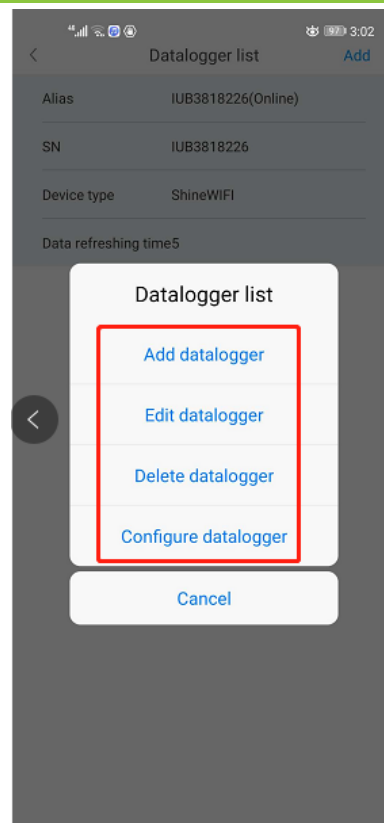 97 3:02
Datalogger list Add
Alias IUB3818226(Online)
SN IUB3818226
Device type ShineWIFI
Data refreshing time5
Datalogger list
Add datalogger
Edit datalogger
Delete datalogger
Configure datalogger
Cancel